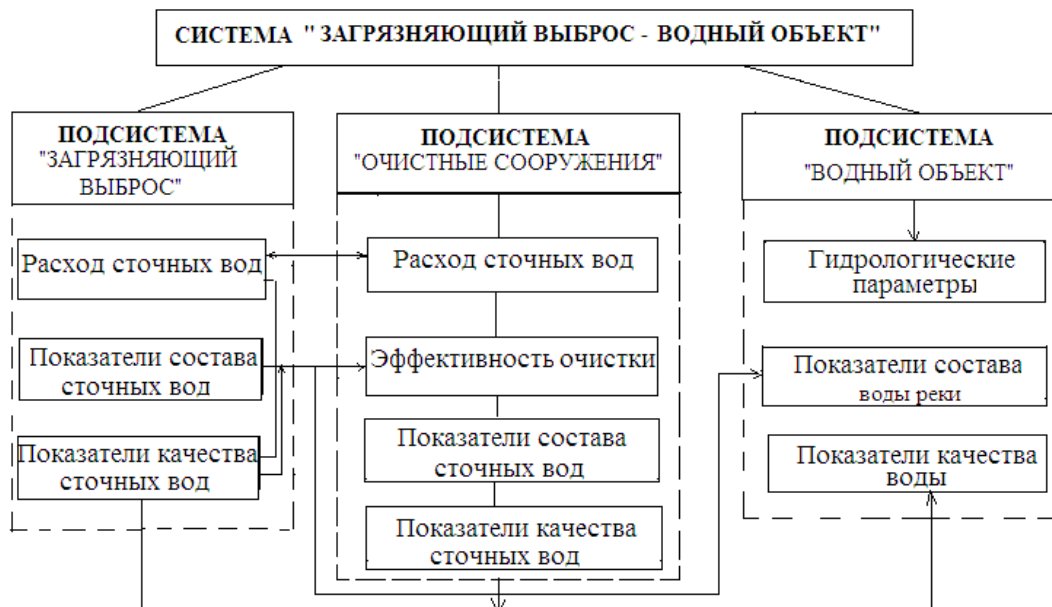 СИСТЕМА " ЗАГРЯЗНЯЮЩИЙ ВЫБРОС - ВОДНЫЙ ОБЪЕКТ"
ПОДСИСТЕМА
"ЗАГРЯЗНЯЮЩИЙ
ВЫБРОС"
Расход сточных вод
Показатели состава
сточных вод
Показатели качества
сточных вод
ПОДСИСТЕМА
"ОЧИСТНЫЕ СООРУЖЕНИЯ"
Расход сточных вод
Эффективность очистки
Показатели состава
сточных вод
Показатели качества
сточных вод
ПОДСИСТЕМА
"ВОДНЫЙ ОБЪЕКТ"
Гидрологические
параметры
Показатели состава
воды реки
Показатели качества
воды